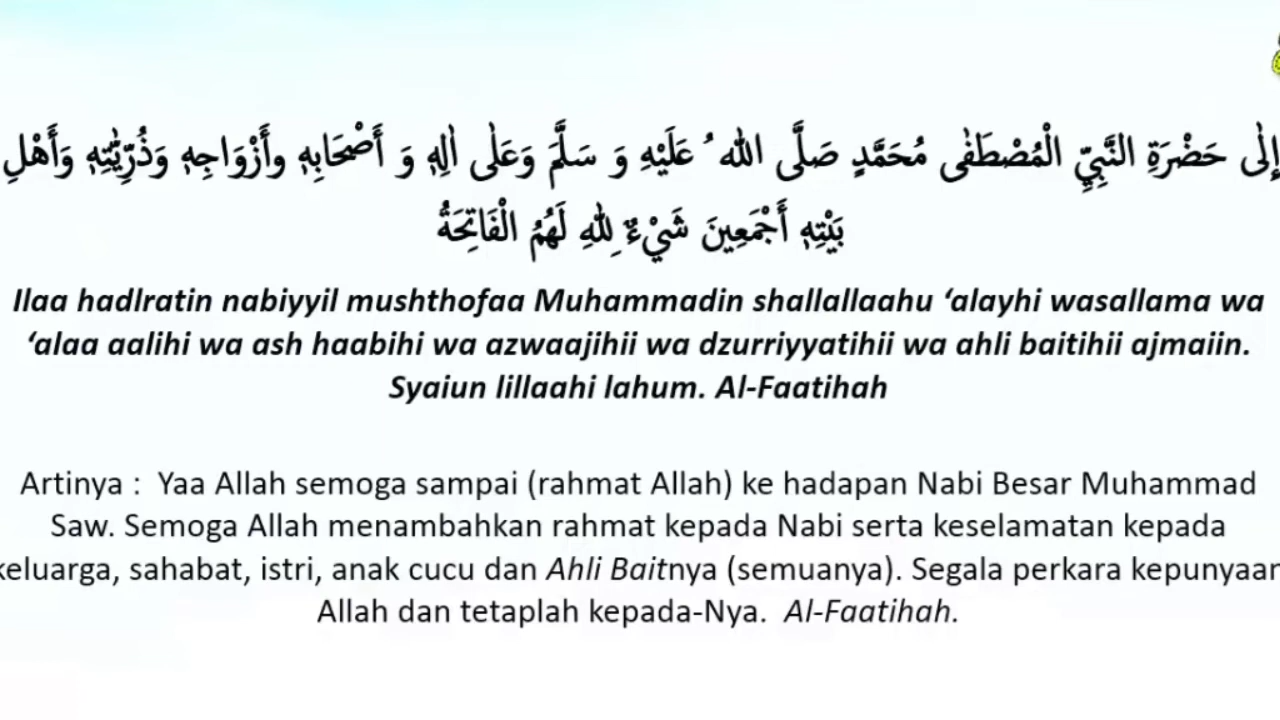 إِلٰى حَضْرَةِ النَّبِيِّ الْمُصْطَفٰى مُحَمَّدٍ صَلَّى اللهُ عَلَيْهِ وَ سَلَّمَ وَعَلٰى اٰلِهٖ وَ أَصْحَابِهٖ وأَزْوَاجِهٖ وَذُرِّيّٰتِهٖ وَأَهْلِ
بَيْتِهٖ أَجْمَعِينَ شَيْءٌ لِلّٰهِ لَهُمُ الْفَاتِحَةُ
Ilaa hadlratin nabiyyil mushthofaa Muhammadin shallallaahu ‘alayhi wasallama wa
‘alaa aalihi wa ash haabihi wa azwaajihii wa dzurriyyatihii wa ahli baitihii ajmaiin.
Syaiun lillaahi lahum. Al-Faatihah
Artinya : Yaa Allah semoga sampai (rahmat Allah) ke hadapan Nabi Besar Muhammad
Saw. Semoga Allah menambahkan rahmat kepada Nabi serta keselamatan kepada
keluarga, sahabat, istri, anak cucu dan Ahli Baitnya (semuanya). Segala perkara kepunyaan
Allah dan tetaplah kepada-Nya. Al-Faatihah.